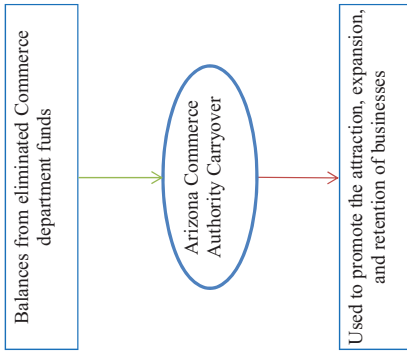 Balances from eliminated Commerce
department funds
Arizona Commerce
Authority Carryover
Used to promote the attraction, expansion,
and retention of businesses